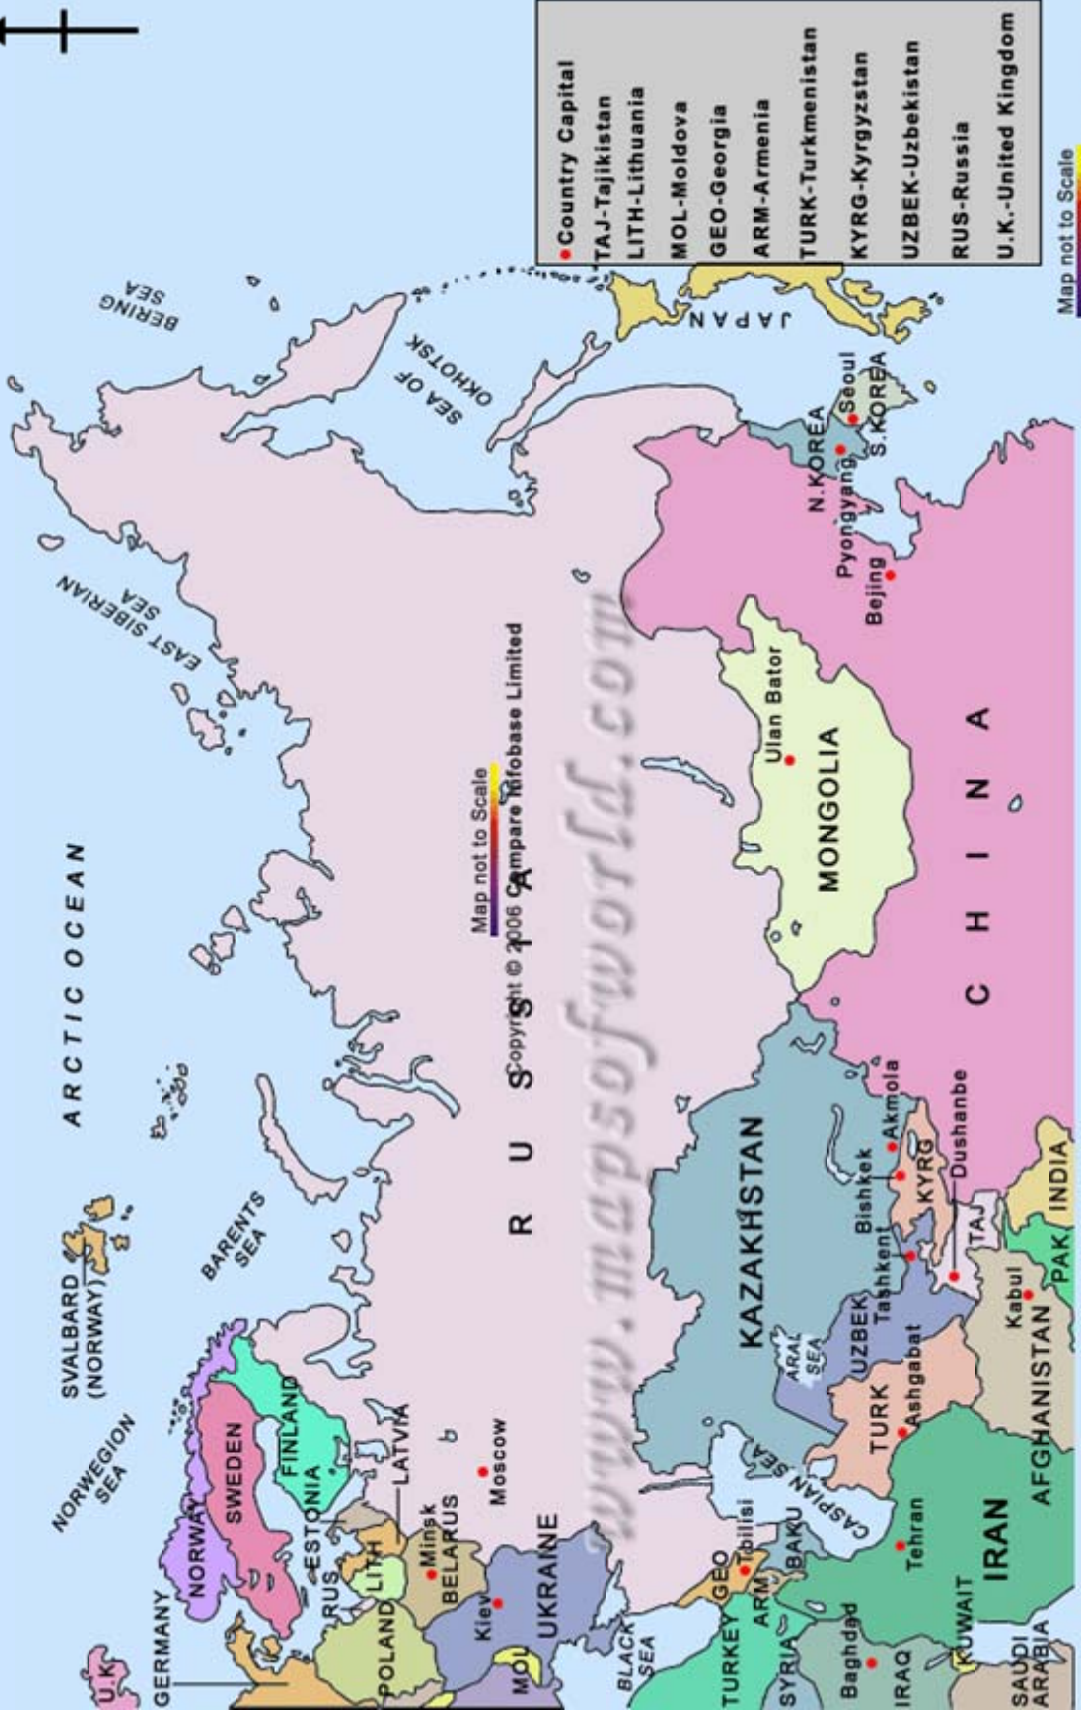 ARCTIC OCEAN
SVALBARD
(NORWAY)
NORWEGION
SEA
BARENTS
SEA
EAST SIBERIAN
SEA
BERING
SEA
SEA OF
OKHOTSK
U.K
GERMANY
NORWAY
SWEDEN
FINLAND
ESTONIA
RUS
LATVIA
LITH
POLAND
Minsk
BELARUS
Moscow
Kiev
UKRAINE
MOL
R U S S I A
Map not to Scale
Copyright © 2006 Compare Infobase Limited
www.mapsofworld.com
BLACK
SEA
GEO
Tbilisi
ARM
BAKU
CASPIAN SEA
TURKEY
SYRIA
Baghdad
IRAQ
KUWAIT
SAUDI
ARABIA
Tehran
IRAN
KAZAKHSTAN
ARAL
SEA
UZBEK
Tashkent
Bishkek
Akmola
KYRG
Dushanbe
TAJ
TURK
Ashgabat
Kabul
AFGHANISTAN
PAK
INDIA
Ulan Bator
MONGOLIA
C H I N A
Bejing
N.KOREA
Pyongyang
Seoul
S.KOREA
JAPAN
Country Capital
TAJ-Tajikistan
LITH-Lithuania
MOL-Moldova
GEO-Georgia
ARM-Armenia
TURK-Turkmenistan
KYRG-Kyrgyzstan
UZBEK-Uzbekistan
RUS-Russia
U.K.-United Kingdom
Map not to Scale